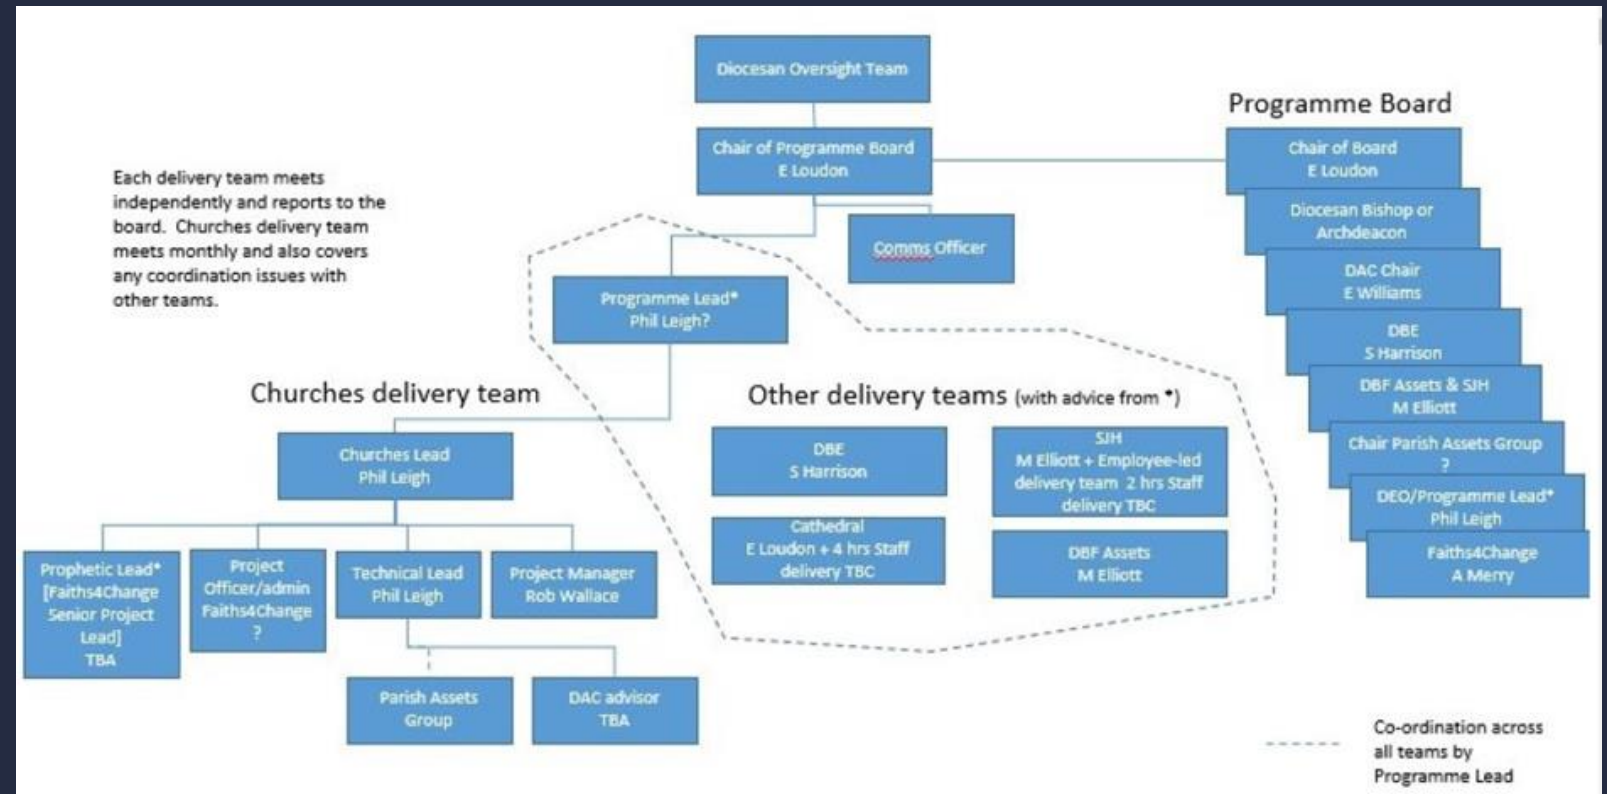 Diocesan Oversight Team
Programme Board
Chair of Programme Board
E Loudon
Chair of Board
E Loudon
Each delivery team meets
independently and reports to the
board. Churches delivery team
meets monthly and also covers
any coordination issues with
other teams.
Diocesan Bishop or
Archdeacon
Comms Officer
DAC Chair
E Williams
Programme Lead*
Phil Leigh?
DBE
S Harrison
DBF Assets & SJH
M Elliott
Chair Parish Assets Group
?
DEO/Programme Lead*
Phil Leigh
Faiths4Change
A Merry
Churches delivery team
Churches Lead
Phil Leigh
Prophetic Lead*
[Faiths4Change
Senior Project
Lead]
TBA
Project
Officer/admin
Faiths4Change
?
Technical Lead
Phil Leigh
Project Manager
Rob Wallace
Parish Assets
Group
DAC advisor
TBA
Other delivery teams (with advice from *)
DBE
S Harrison
SJH
M Elliott + Employee-led
delivery team 2 hrs Staff
delivery TBC
Cathedral
E Loudon + 4 hrs Staff
delivery TBC
DBF Assets
M Elliott
Co-ordination across
all teams by
Programme Lead